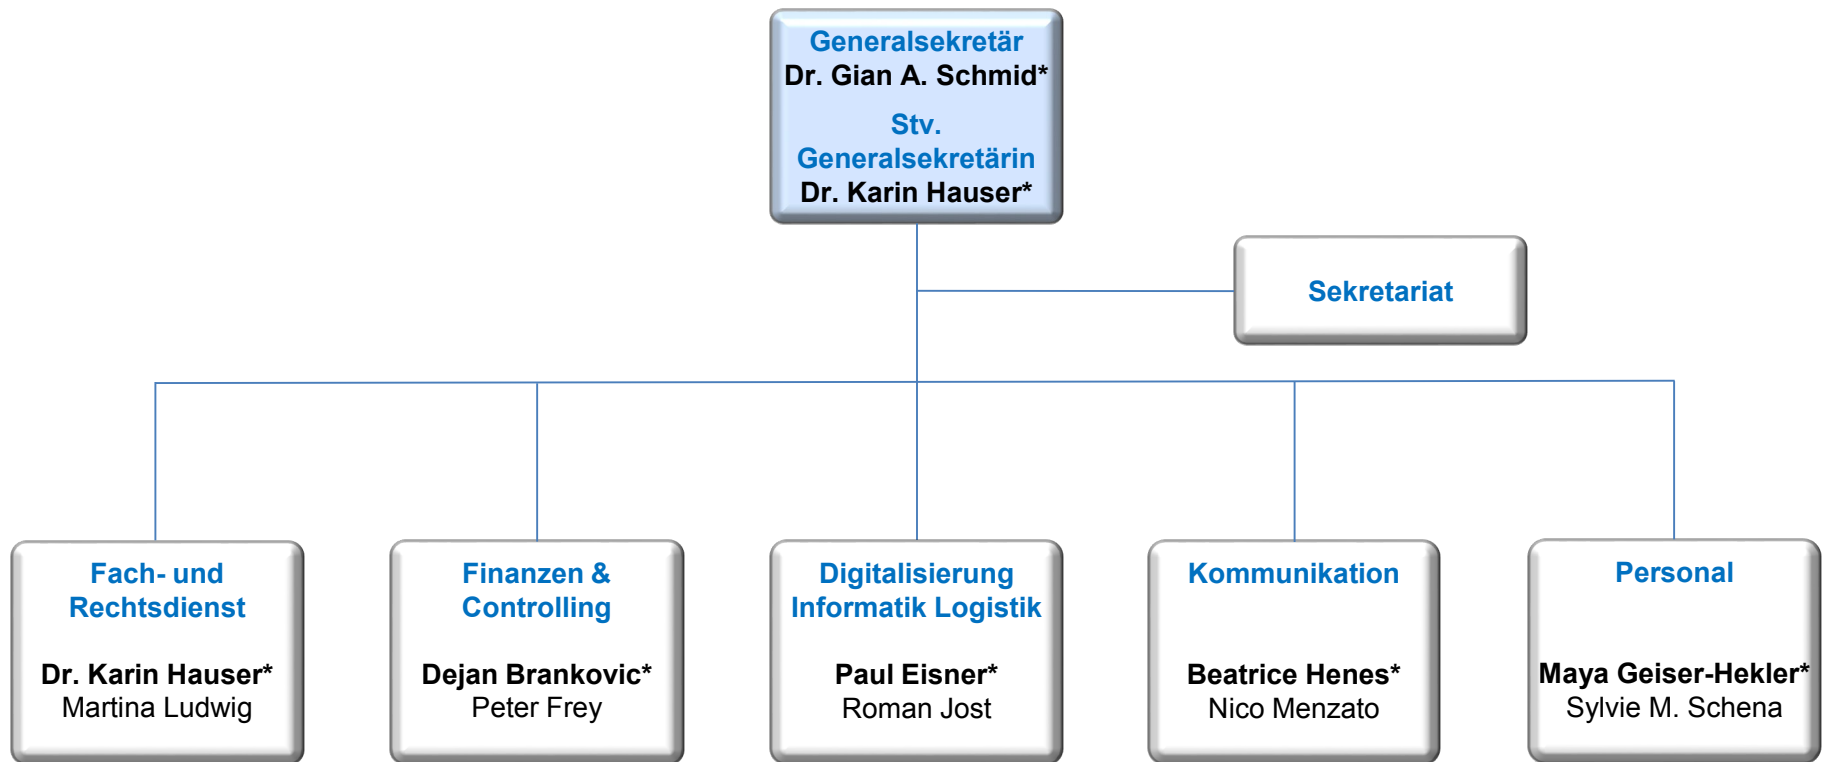 Generalsekretär
Dr. Gian A. Schmid*
Stv.
Generalsekretärin
Dr. Karin Hauser*
Sekretariat
Fach- und
Rechtsdienst
Dr. Karin Hauser*
Martina Ludwig
Finanzen &
Controlling
Dejan Brankovic*
Peter Frey
Digitalisierung
Informatik Logistik
Paul Eisner*
Roman Jost
Kommunikation
Beatrice Henes*
Nico Menzato
Personal
Maya Geiser-Hekler*
Sylvie M. Schena